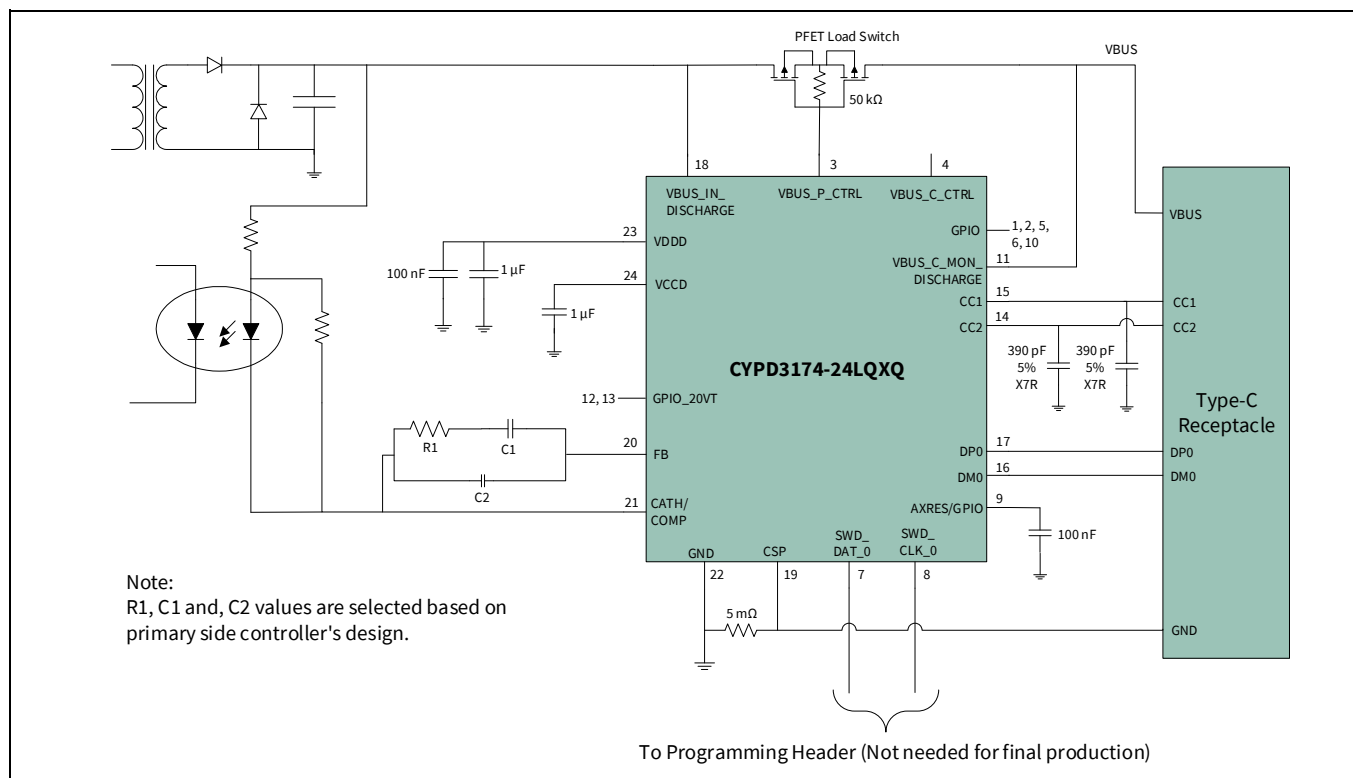 PFET Load Switch
VBUS
50 kΩ
18
3
4
VBUS_IN_
DISCHARGE
VBUS_P_CTRL
VBUS_C_CTRL
VBUS
23
VDDD
GPIO
1, 2, 5,
6, 10
100 nF
1 µF
VBUS_C_MON_
DISCHARGE
11
24
VCCD
1 µF
15
CC1
CC1
14
CC2
CC2
390 pF
5%
X7R
390 pF
5%
X7R
CYPD3174-24LQXQ
Type-C
Receptacle
12, 13
GPIO_20VT
R1
C1
C2
20
FB
17
DP0
DP0
16
DM0
DM0
21
CATH/
COMP
9
AXRES/GPIO
100 nF
GND
CSP
SWD_
DAT_0
SWD_
CLK_0
22
19
7
8
5 mΩ
GND
Note:
R1, C1 and, C2 values are selected based on
primary side controller's design.
To Programming Header (Not needed for final production)